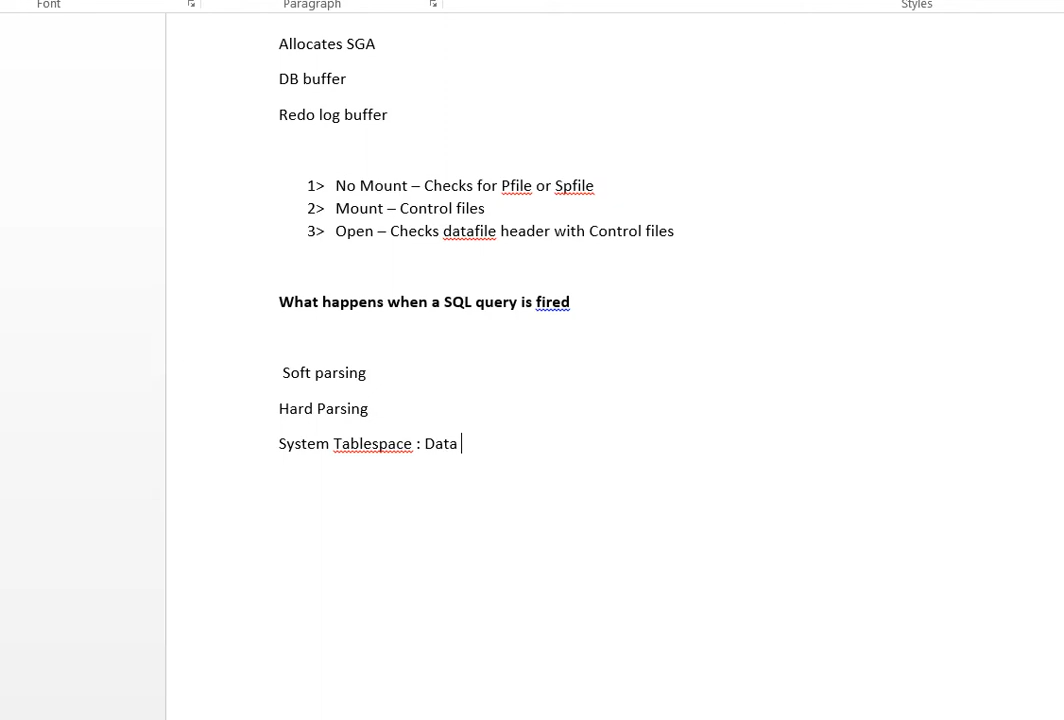 Font Paragraph Styles
Allocates SGA
DB buffer
Redo log buffer
1> No Mount – Checks for Pfile or Spfile
2> Mount – Control files
3> Open – Checks datafile header with Control files
What happens when a SQL query is fired
Soft parsing
Hard Parsing
System Tablespace : Data